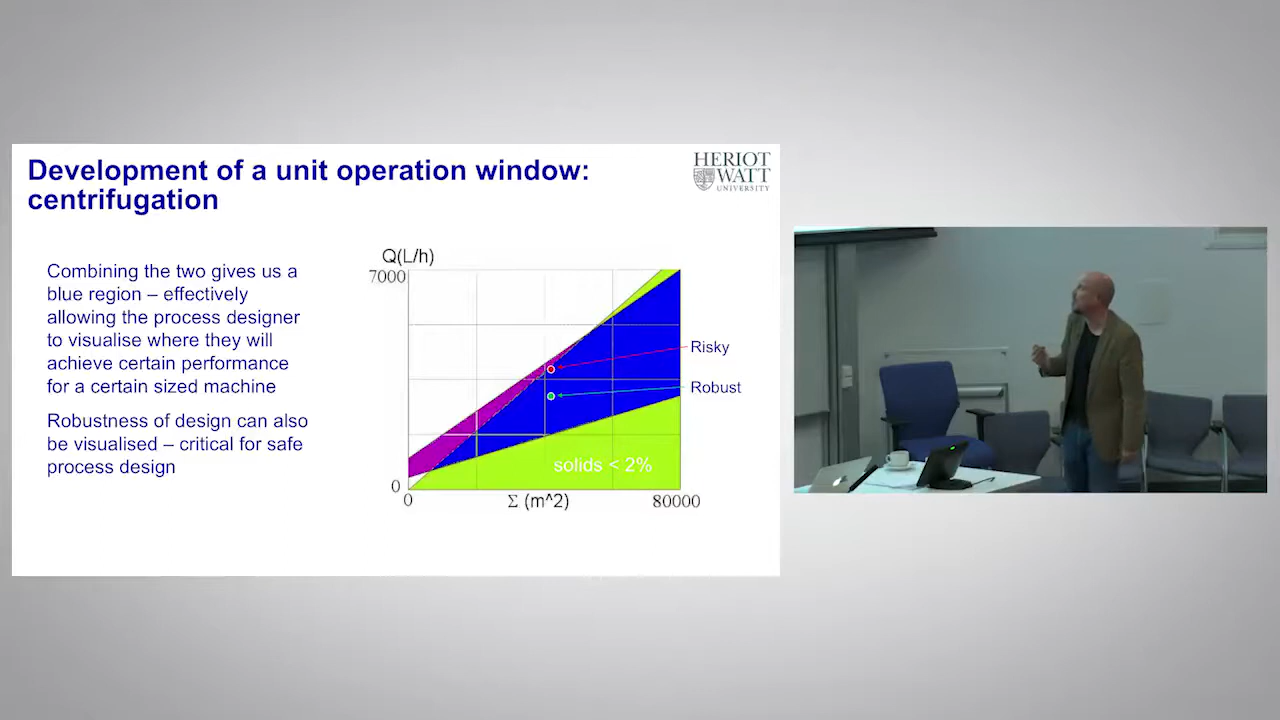 Development of a unit operation window:
centrifugation
HERIOT
WATT
UNIVERSITY
Combining the two gives us a
blue region – effectively
allowing the process designer
to visualise where they will
achieve certain performance
for a certain sized machine
Robustness of design can also
be visualised – critical for safe
process design
Q(L/h)
7000
Risky
Robust
solids < 2%
0
0
Σ (m^2)
80000